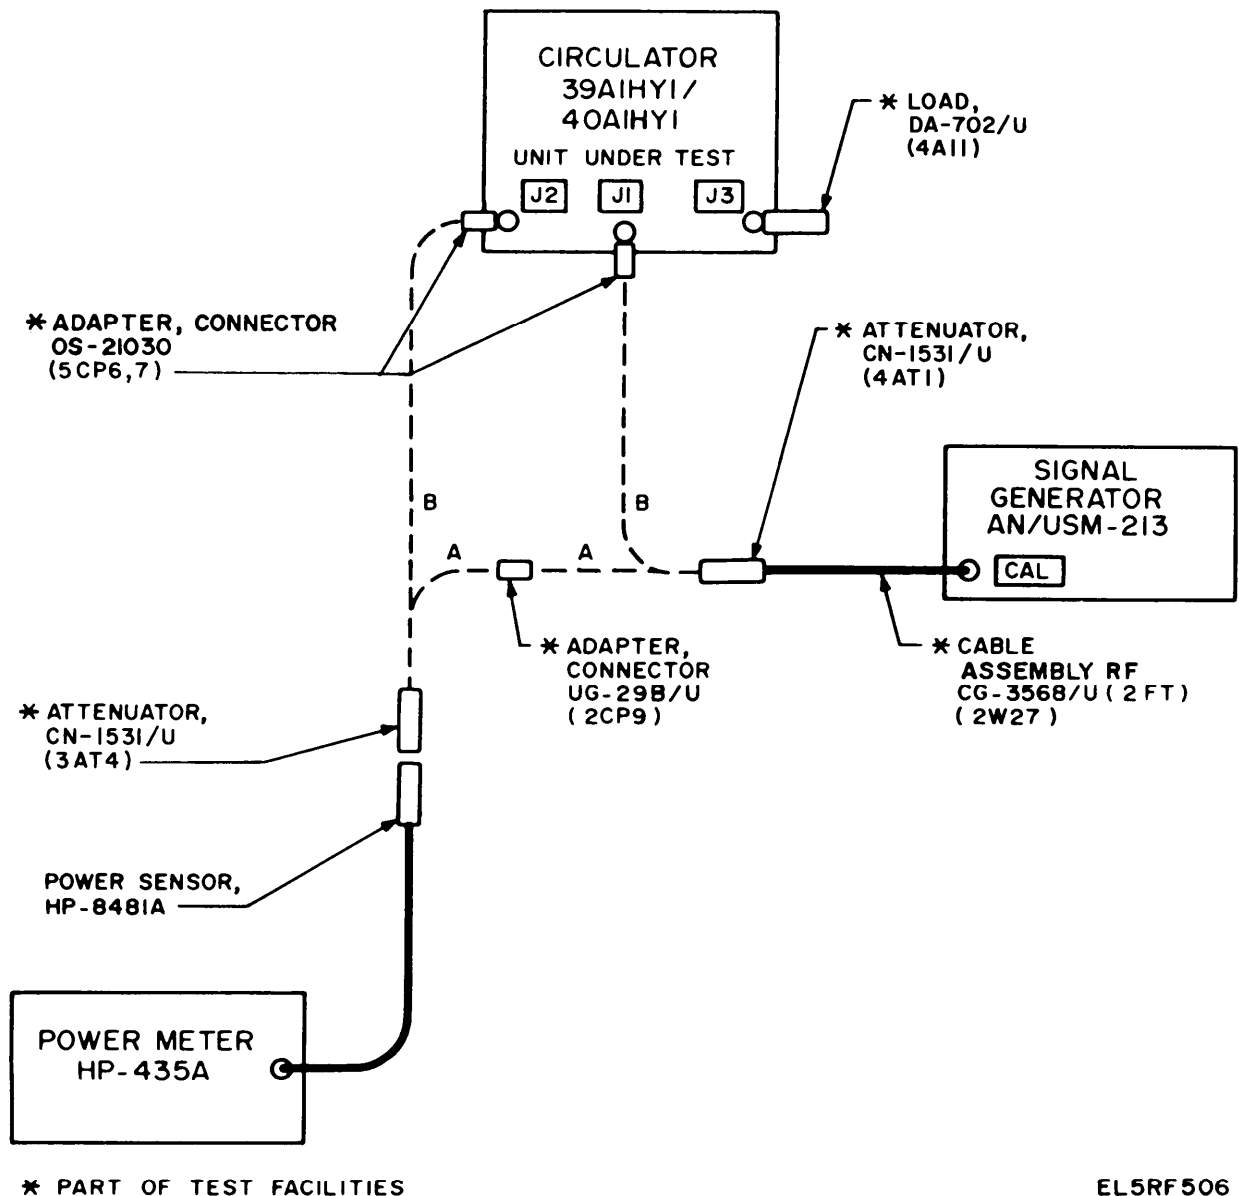 CIRCULATOR
39A1HY1/
40A1HY1
UNIT UNDER TEST
J2 J1 J3
* LOAD,
DA-702/U
(4A11)
* ADAPTER, CONNECTOR
OS-21030
(5CP6,7)
* ATTENUATOR,
CN-1531/U
(4AT1)
SIGNAL
GENERATOR
AN/USM-213
CAL
B
B
A
A
* ADAPTER,
CONNECTOR
UG-29B/U
(2CP9)
* CABLE
ASSEMBLY RF
CG-3568/U (2FT)
(2W27)
* ATTENUATOR,
CN-1531/U
(3AT4)
POWER SENSOR,
HP-8481A
POWER METER
HP-435A
* PART OF TEST FACILITIES
EL5RF506